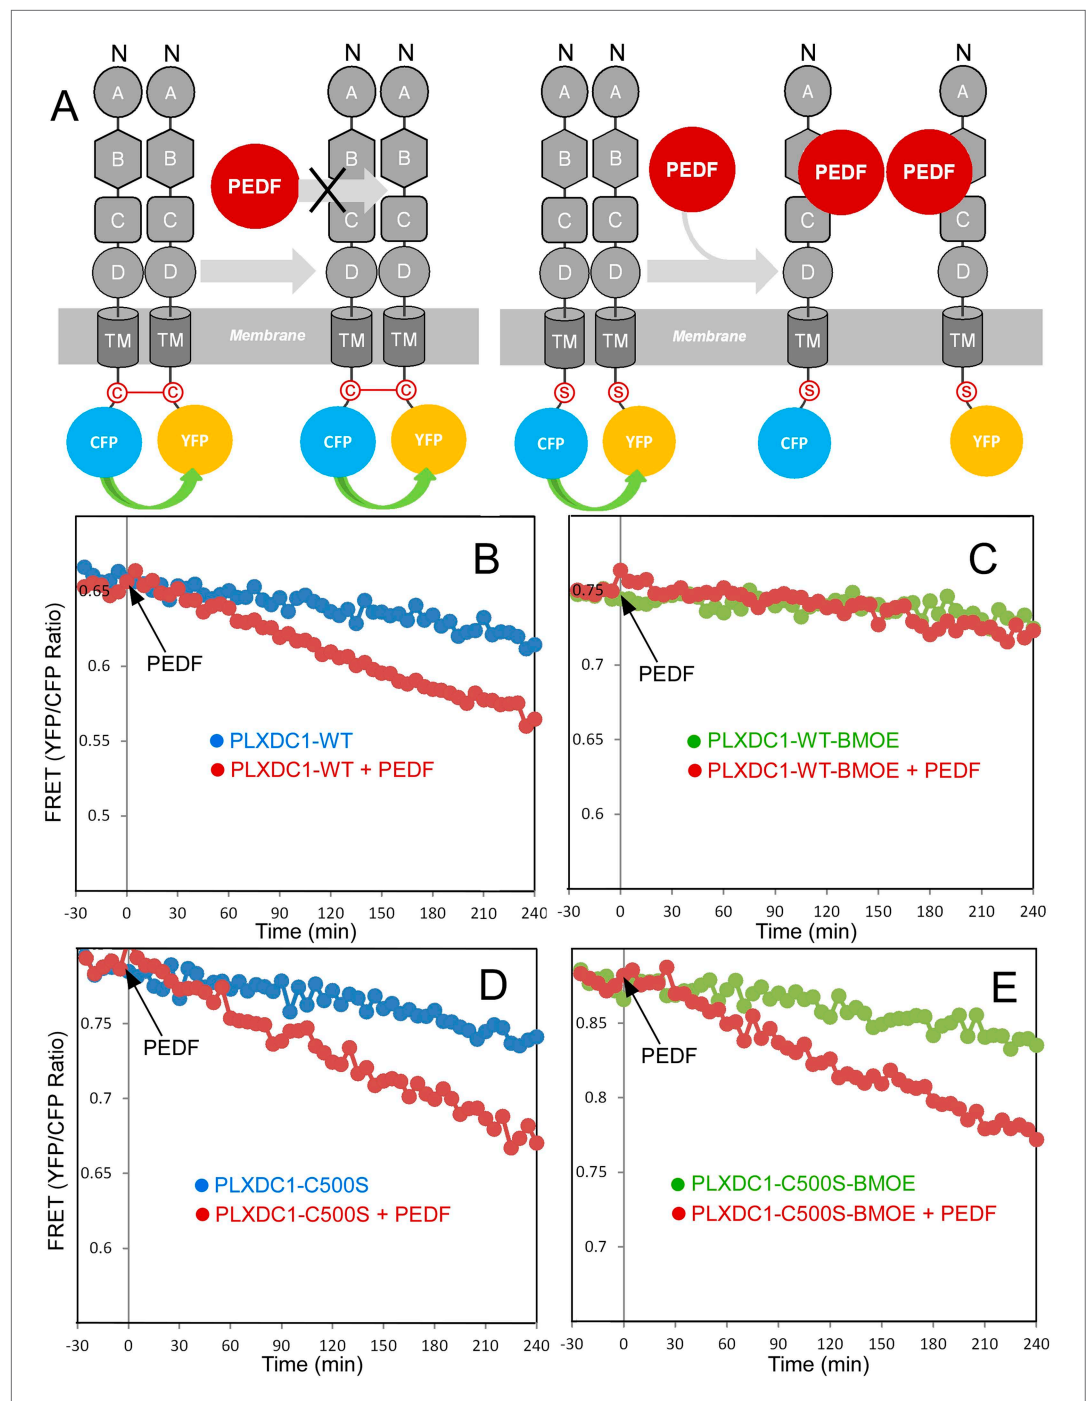 A
N N N N N N N N
A A A A A A A A
B B B B B B
PEDF PEDF PEDF PEDF
C C C C C C C C
D D D D D D D D
TM TM Membrane TM TM TM TM Membrane TM TM
C C C C S S S S
CFP YFP CFP YFP CFP YFP CFP YFP
B
0.65
PEDF
0.6
0.55
0.5
FRET (YFP/CFP Ratio)
PLXDC1-WT
PLXDC1-WT + PEDF
-30 0 30 60 90 120 150 180 210 240
Time (min)
C
0.75
PEDF
0.7
0.65
0.6
PLXDC1-WT-BMOE
PLXDC1-WT-BMOE + PEDF
-30 0 30 60 90 120 150 180 210 240
Time (min)
D
0.75
PEDF
0.7
0.65
0.6
FRET (YFP/CFP Ratio)
PLXDC1-C500S
PLXDC1-C500S + PEDF
-30 0 30 60 90 120 150 180 210 240
Time (min)
E
0.85
PEDF
0.8
0.75
0.7
PLXDC1-C500S-BMOE
PLXDC1-C500S-BMOE + PEDF
-30 0 30 60 90 120 150 180 210 240
Time (min)